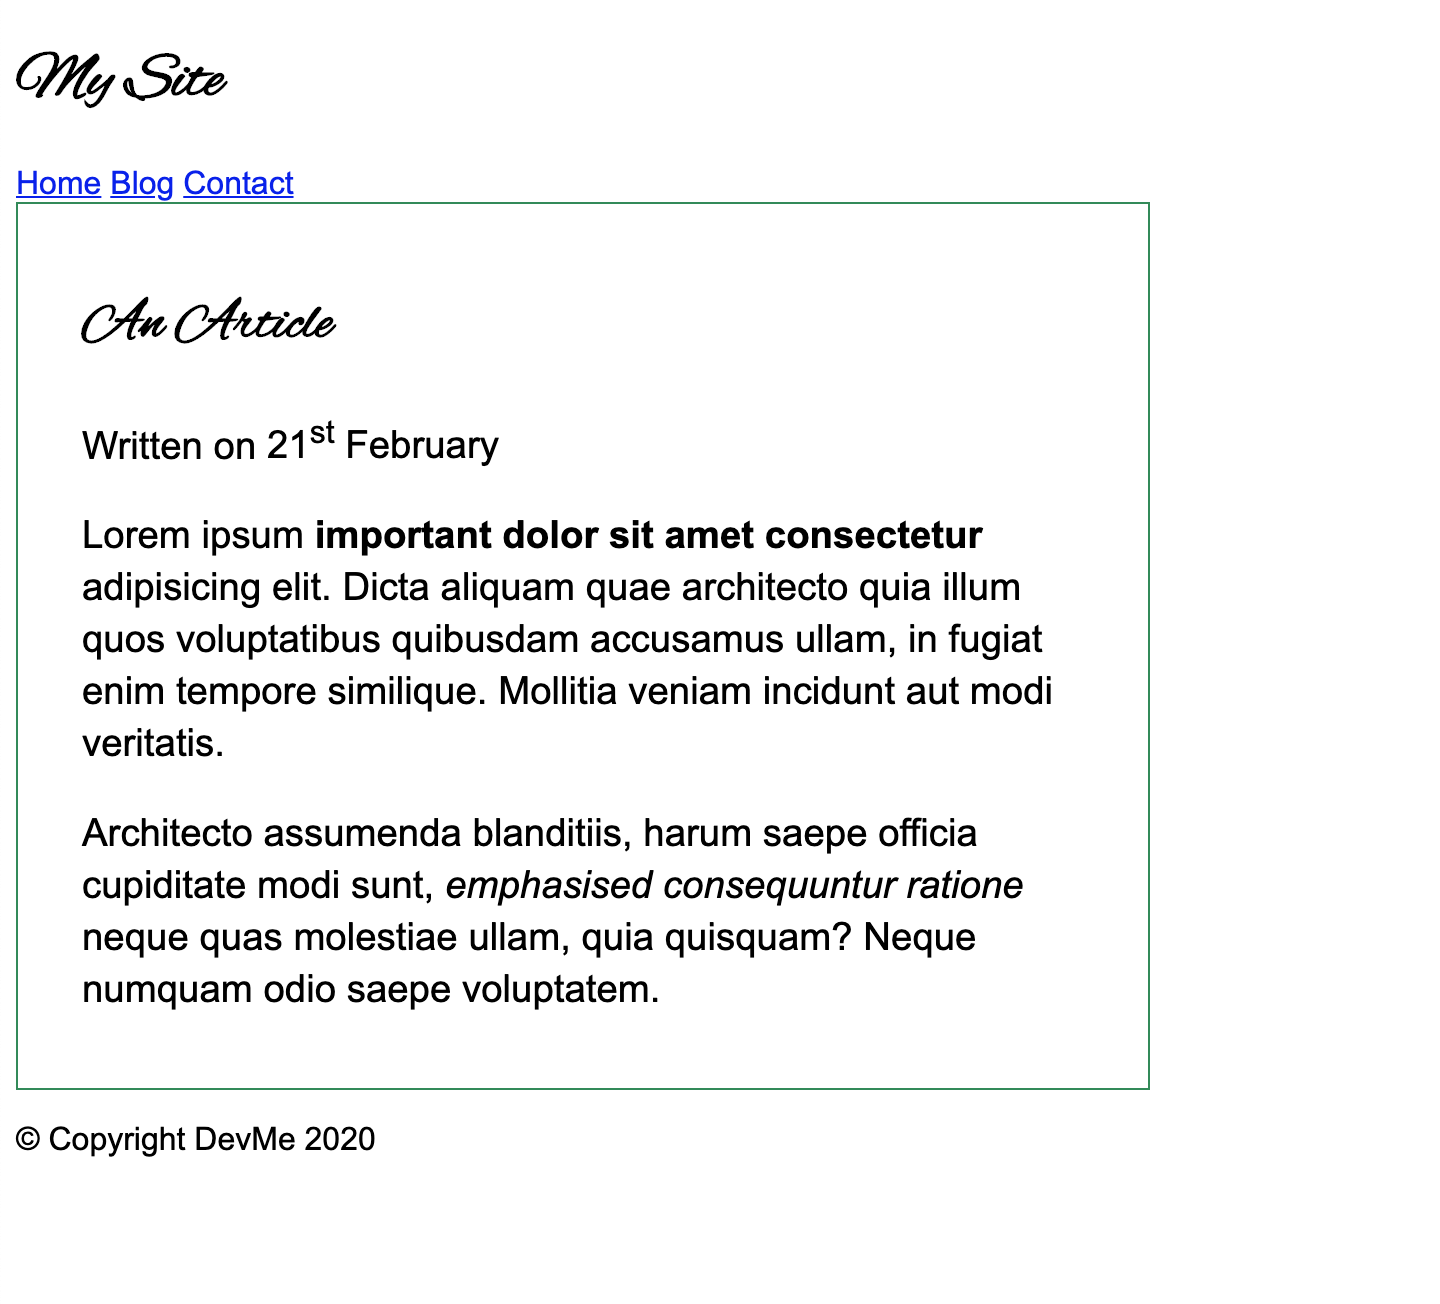 My Site
Home Blog Contact
An Article
Written on 21st February
Lorem ipsum important dolor sit amet consectetur
adipisicing elit. Dicta aliquam quae architecto quia illum
quos voluptatibus quibusdam accusamus ullam, in fugiat
enim tempore similique. Mollitia veniam incidunt aut modi
veritatis.
Architecto assumenda blanditiis, harum saepe officia
cupiditate modi sunt, emphasised consequuntur ratione
neque quas molestiae ullam, quia quisquam? Neque
numquam odio saepe voluptatem.
© Copyright DevMe 2020